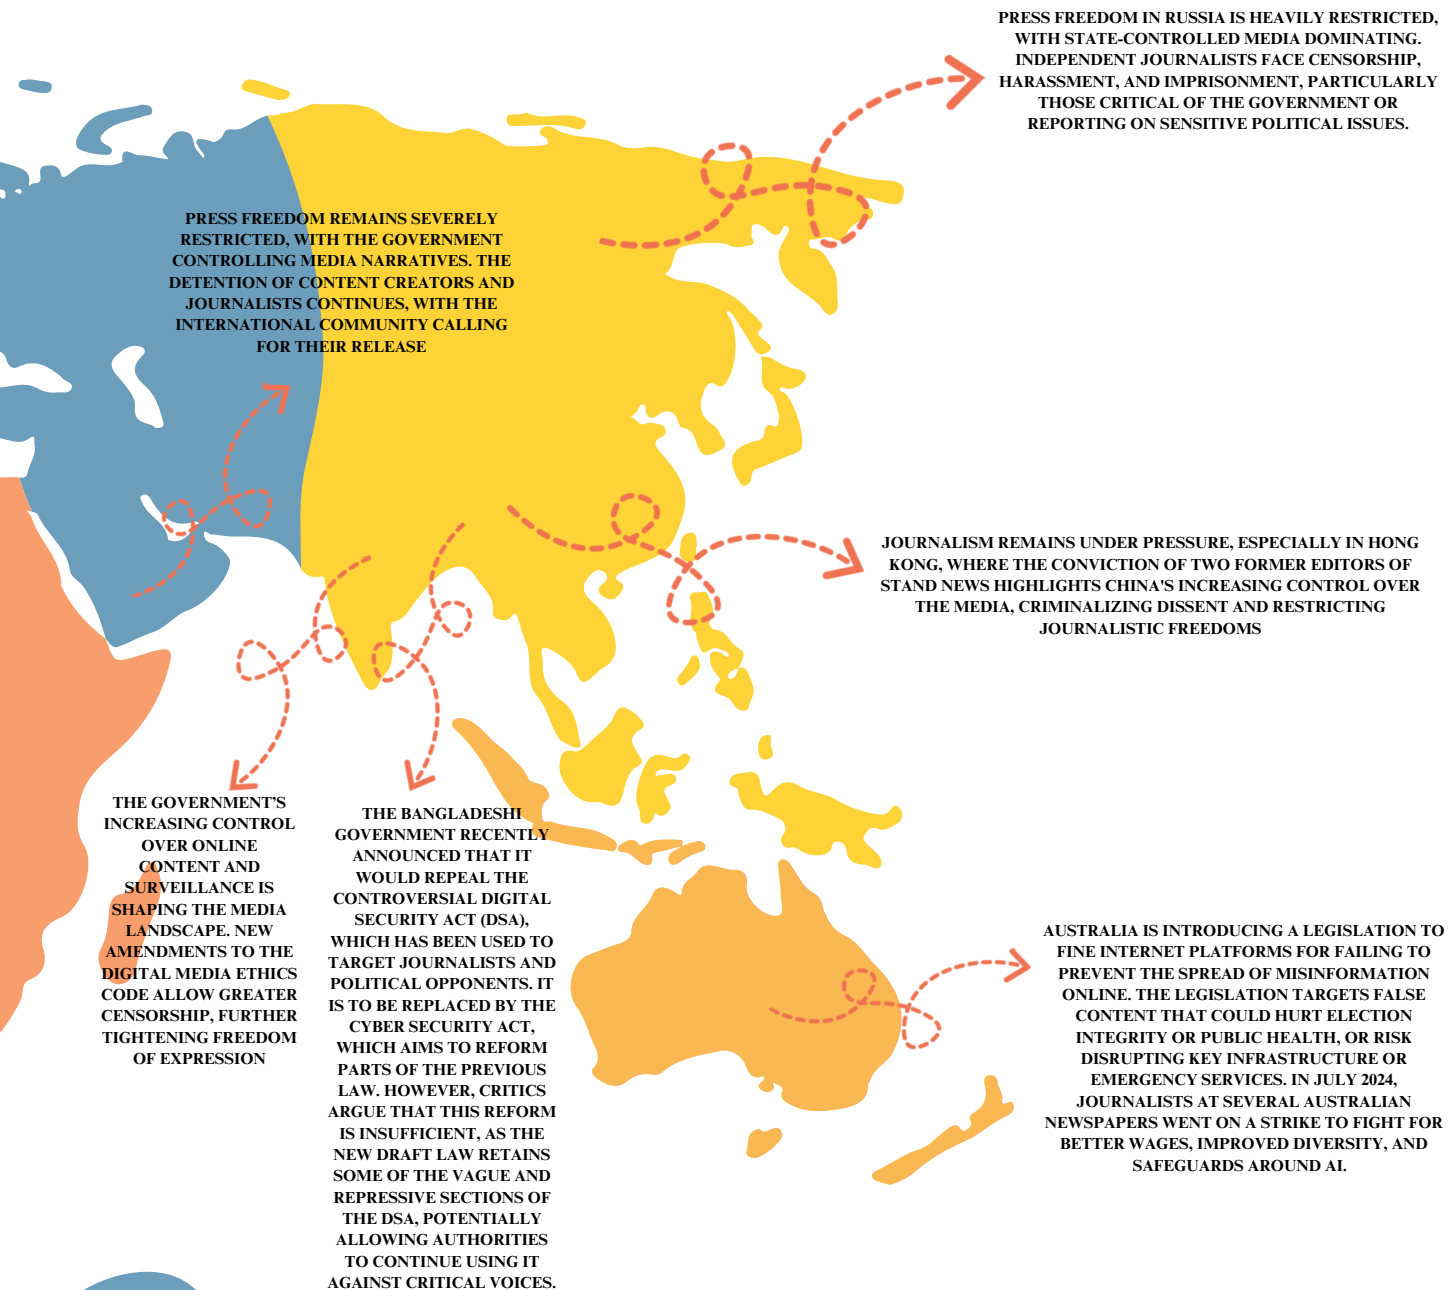 PRESS FREEDOM IN RUSSIA IS HEAVILY RESTRICTED,
WITH STATE-CONTROLLED MEDIA DOMINATING.
INDEPENDENT JOURNALISTS FACE CENSORSHIP,
HARASSMENT, AND IMPRISONMENT, PARTICULARLY
THOSE CRITICAL OF THE GOVERNMENT OR
REPORTING ON SENSITIVE POLITICAL ISSUES.
PRESS FREEDOM REMAINS SEVERELY
RESTRICTED, WITH THE GOVERNMENT
CONTROLLING MEDIA NARRATIVES. THE
DETENTION OF CONTENT CREATORS AND
JOURNALISTS CONTINUES, WITH THE
INTERNATIONAL COMMUNITY CALLING
FOR THEIR RELEASE
JOURNALISM REMAINS UNDER PRESSURE, ESPECIALLY IN HONG
KONG, WHERE THE CONVICTION OF TWO FORMER EDITORS OF
STAND NEWS HIGHLIGHTS CHINA'S INCREASING CONTROL OVER
THE MEDIA, CRIMINALIZING DISSENT AND RESTRICTING
JOURNALISTIC FREEDOMS
THE GOVERNMENT'S
INCREASING CONTROL
OVER ONLINE
CONTENT AND
SURVEILLANCE IS
SHAPING THE MEDIA
LANDSCAPE. NEW
AMENDMENTS TO THE
DIGITAL MEDIA ETHICS
CODE ALLOW GREATER
CENSORSHIP, FURTHER
TIGHTENING FREEDOM
OF EXPRESSION
THE BANGLADESHI
GOVERNMENT RECENTLY
ANNOUNCED THAT IT
WOULD REPEAL THE
CONTROVERSIAL DIGITAL
SECURITY ACT (DSA),
WHICH HAS BEEN USED TO
TARGET JOURNALISTS AND
POLITICAL OPPONENTS. IT
IS TO BE REPLACED BY THE
CYBER SECURITY ACT,
WHICH AIMS TO REFORM
PARTS OF THE PREVIOUS
LAW. HOWEVER, CRITICS
ARGUE THAT THIS REFORM
IS INSUFFICIENT, AS THE
NEW DRAFT LAW RETAINS
SOME OF THE VAGUE AND
REPRESSIVE SECTIONS OF
THE DSA, POTENTIALLY
ALLOWING AUTHORITIES
TO CONTINUE USING IT
AGAINST CRITICAL VOICES.
AUSTRALIA IS INTRODUCING A LEGISLATION TO
FINE INTERNET PLATFORMS FOR FAILING TO
PREVENT THE SPREAD OF MISINFORMATION
ONLINE. THE LEGISLATION TARGETS FALSE
CONTENT THAT COULD HURT ELECTION
INTEGRITY OR PUBLIC HEALTH, OR RISK
DISRUPTING KEY INFRASTRUCTURE OR
EMERGENCY SERVICES. IN JULY 2024,
JOURNALISTS AT SEVERAL AUSTRALIAN
NEWSPAPERS WENT ON A STRIKE TO FIGHT FOR
BETTER WAGES, IMPROVED DIVERSITY, AND
SAFEGUARDS AROUND AI.